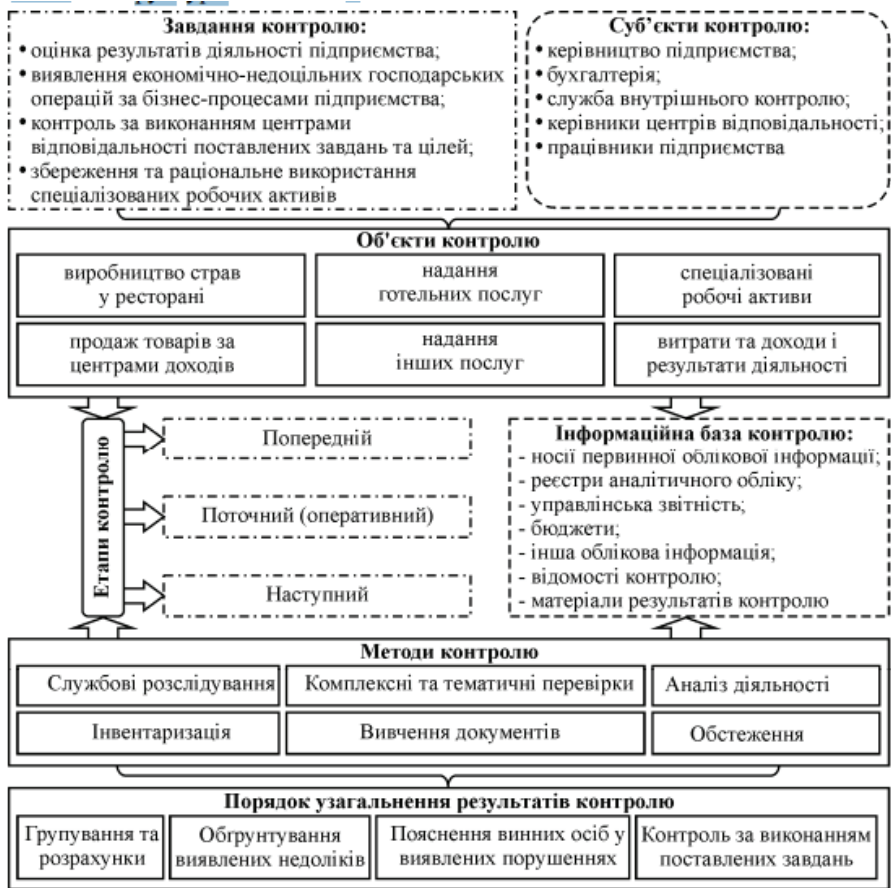 Завдання контролю:
• оцінка результатів діяльності підприємства;
• виявлення економічно-недоцільних господарських
операцій за бізнес-процесами підприємства;
• контроль за виконанням центрами
відповідальності поставлених завдань та цілей;
• збереження та раціональне використання
спеціалізованих робочих активів
Суб’єкти контролю:
• керівництво підприємства;
• бухгалтерія;
• служба внутрішнього контролю;
• керівники центрів відповідальності;
• працівники підприємства
Об'єкти контролю
виробництво страв
у ресторані
надання
готельних послуг
спеціалізовані
робочі активи
продаж товарів за
центрами доходів
надання
інших послуг
витрати та доходи і
результати діяльності
Етапи контролю
Попередній
Поточний (оперативний)
Наступний
Інформаційна база контролю:
- носії первинної облікової інформації;
- реєстри аналітичного обліку;
- управлінська звітність;
- бюджети;
- інша облікова інформація;
- відомості контролю;
- матеріали результатів контролю
Методи контролю
Службові розслідування
Комплексні та тематичні перевірки
Аналіз діяльності
Інвентаризація
Вивчення документів
Обстеження
Порядок узагальнення результатів контролю
Групування та
розрахунки
Обґрунтування
виявлених недоліків
Пояснення винних осіб у
виявлених порушеннях
Контроль за виконанням
поставлених завдань